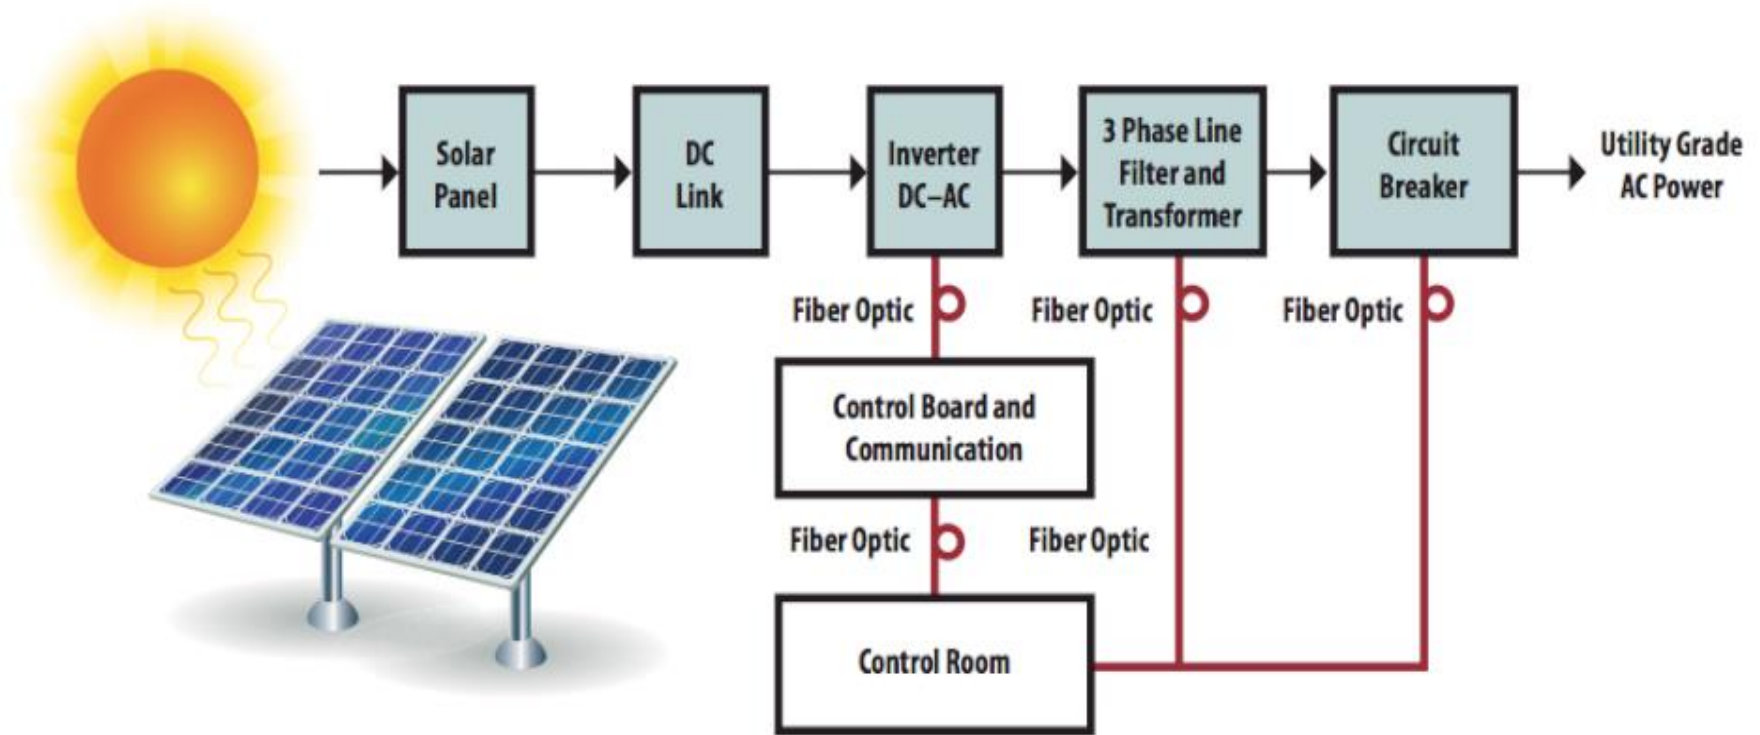 Solar
Panel
DC
Link
Inverter
DC–AC
3 Phase Line
Filter and
Transformer
Circuit
Breaker
Utility Grade
AC Power
Fiber Optic
Fiber Optic
Fiber Optic
Control Board and
Communication
Fiber Optic
Fiber Optic
Control Room